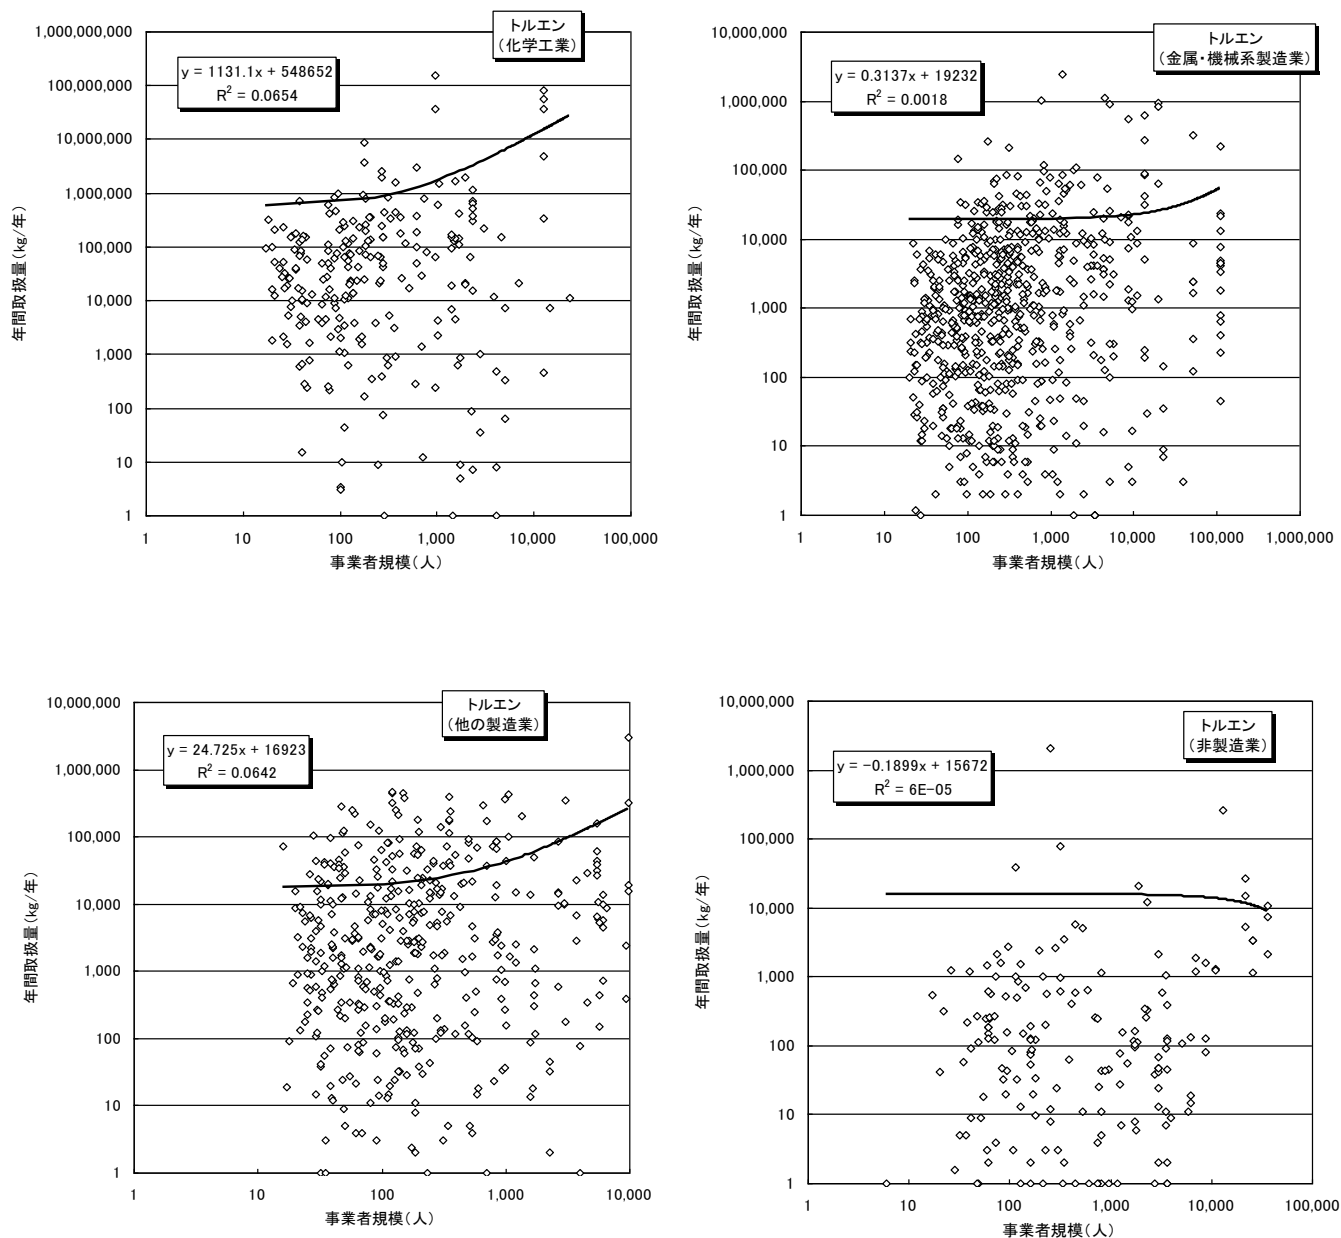 トルエン
(化学工業)
y = 1131.1x + 548652
R² = 0.0654
1,000,000,000
100,000,000
10,000,000
1,000,000
100,000
10,000
1,000
100
10
1
年間取扱量(kg/年)
1 10 100 1,000 10,000 100,000
事業者規模(人)
トルエン
(金属・機械系製造業)
y = 0.3137x + 19232
R² = 0.0018
10,000,000
1,000,000
100,000
10,000
1,000
100
10
1
年間取扱量(kg/年)
1 10 100 1,000 10,000 100,000 1,000,000
事業者規模(人)
トルエン
(他の製造業)
y = 24.725x + 16923
R² = 0.0642
10,000,000
1,000,000
100,000
10,000
1,000
100
10
1
年間取扱量(kg/年)
1 10 100 1,000 10,000
事業者規模(人)
トルエン
(非製造業)
y = −0.1899x + 15672
R² = 6E−05
10,000,000
1,000,000
100,000
10,000
1,000
100
10
1
年間取扱量(kg/年)
1 10 100 1,000 10,000 100,000
事業者規模(人)